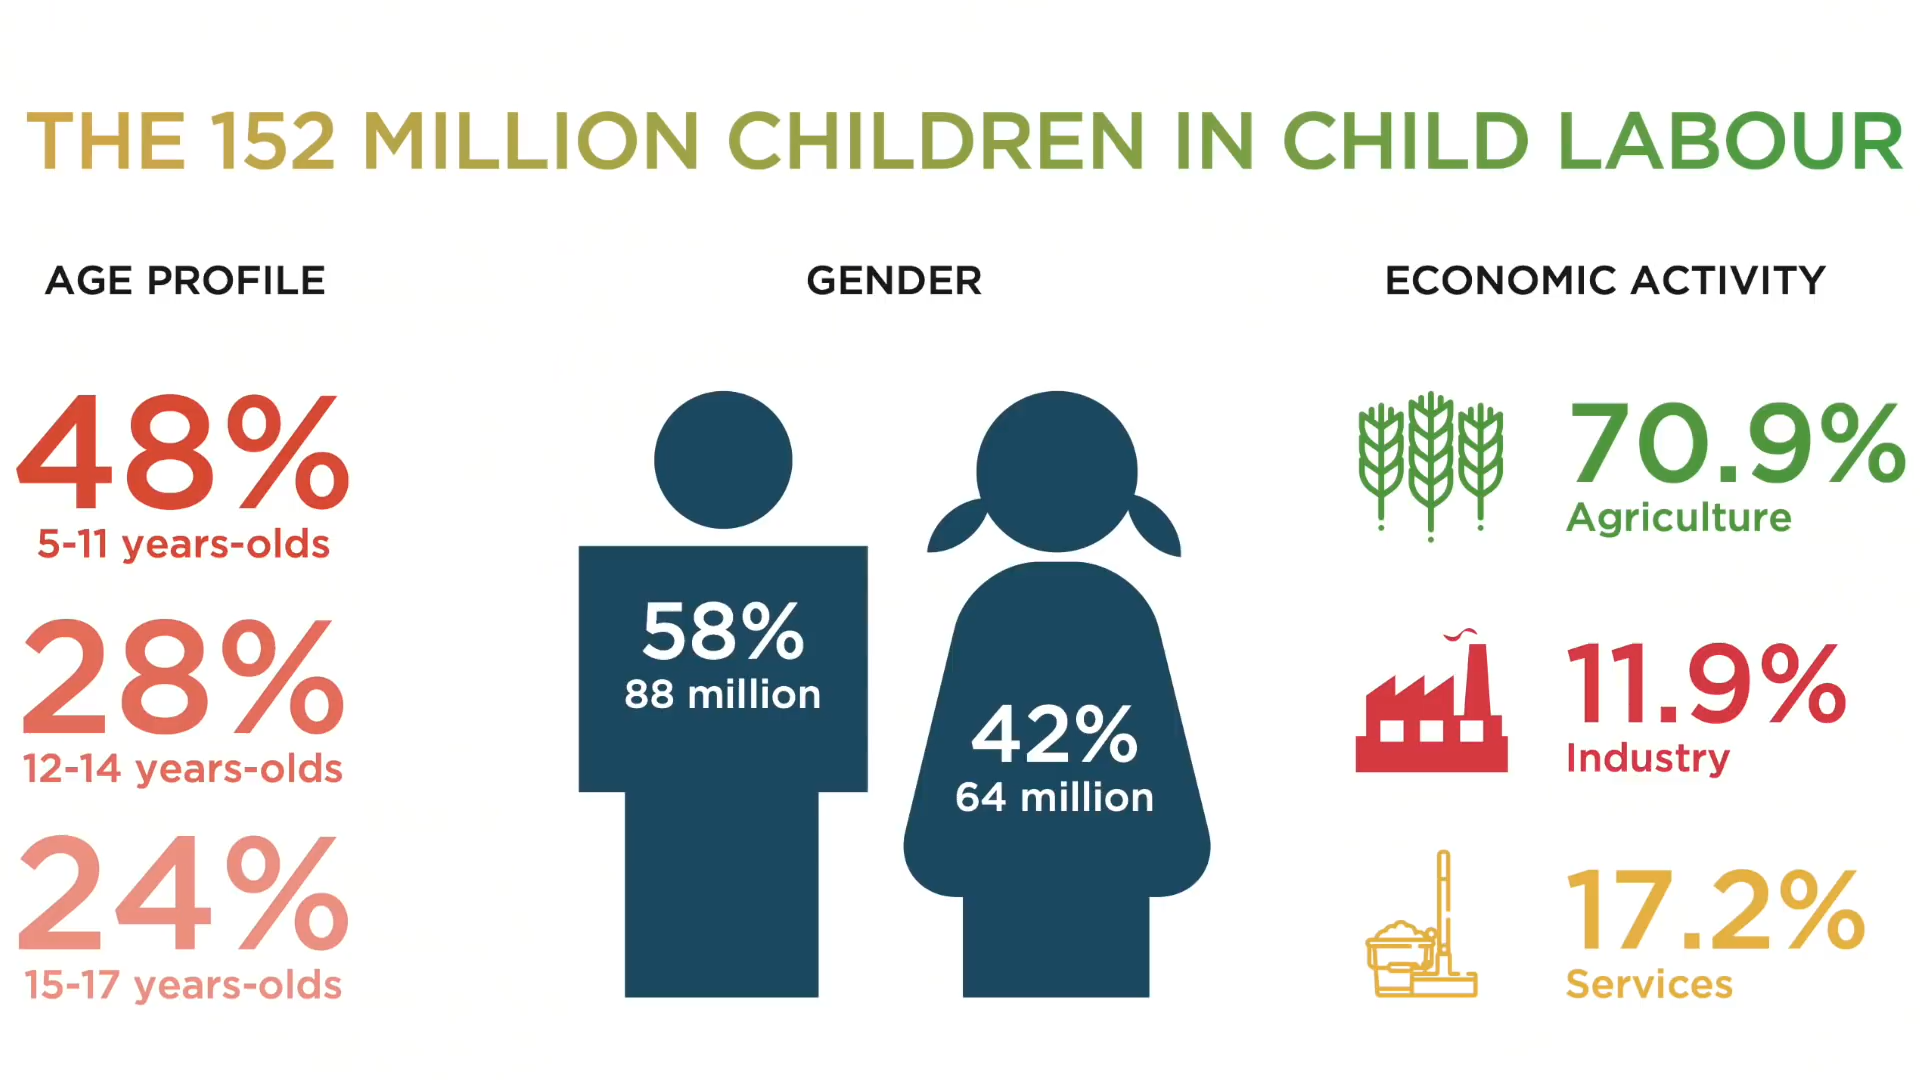 THE 152 MILLION CHILDREN IN CHILD LABOUR
AGE PROFILE
48%
5-11 years-olds
28%
12-14 years-olds
24%
15-17 years-olds
GENDER
58%
88 million
42%
64 million
ECONOMIC ACTIVITY
70.9%
Agriculture
11.9%
Industry
17.2%
Services